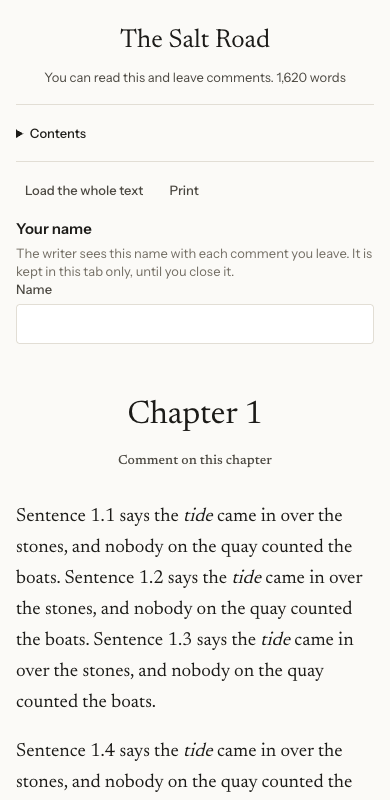 The Salt Road
You can read this and leave comments. 1,620 words
Contents
Load the whole text Print
Your name
The writer sees this name with each comment you leave. It is
kept in this tab only, until you close it.
Name
Chapter 1
Comment on this chapter
Sentence 1.1 says the tide came in over the
stones, and nobody on the quay counted the
boats. Sentence 1.2 says the tide came in over
the stones, and nobody on the quay counted
the boats. Sentence 1.3 says the tide came in
over the stones, and nobody on the quay
counted the boats.
Sentence 1.4 says the tide came in over the
stones, and nobody on the quay counted the